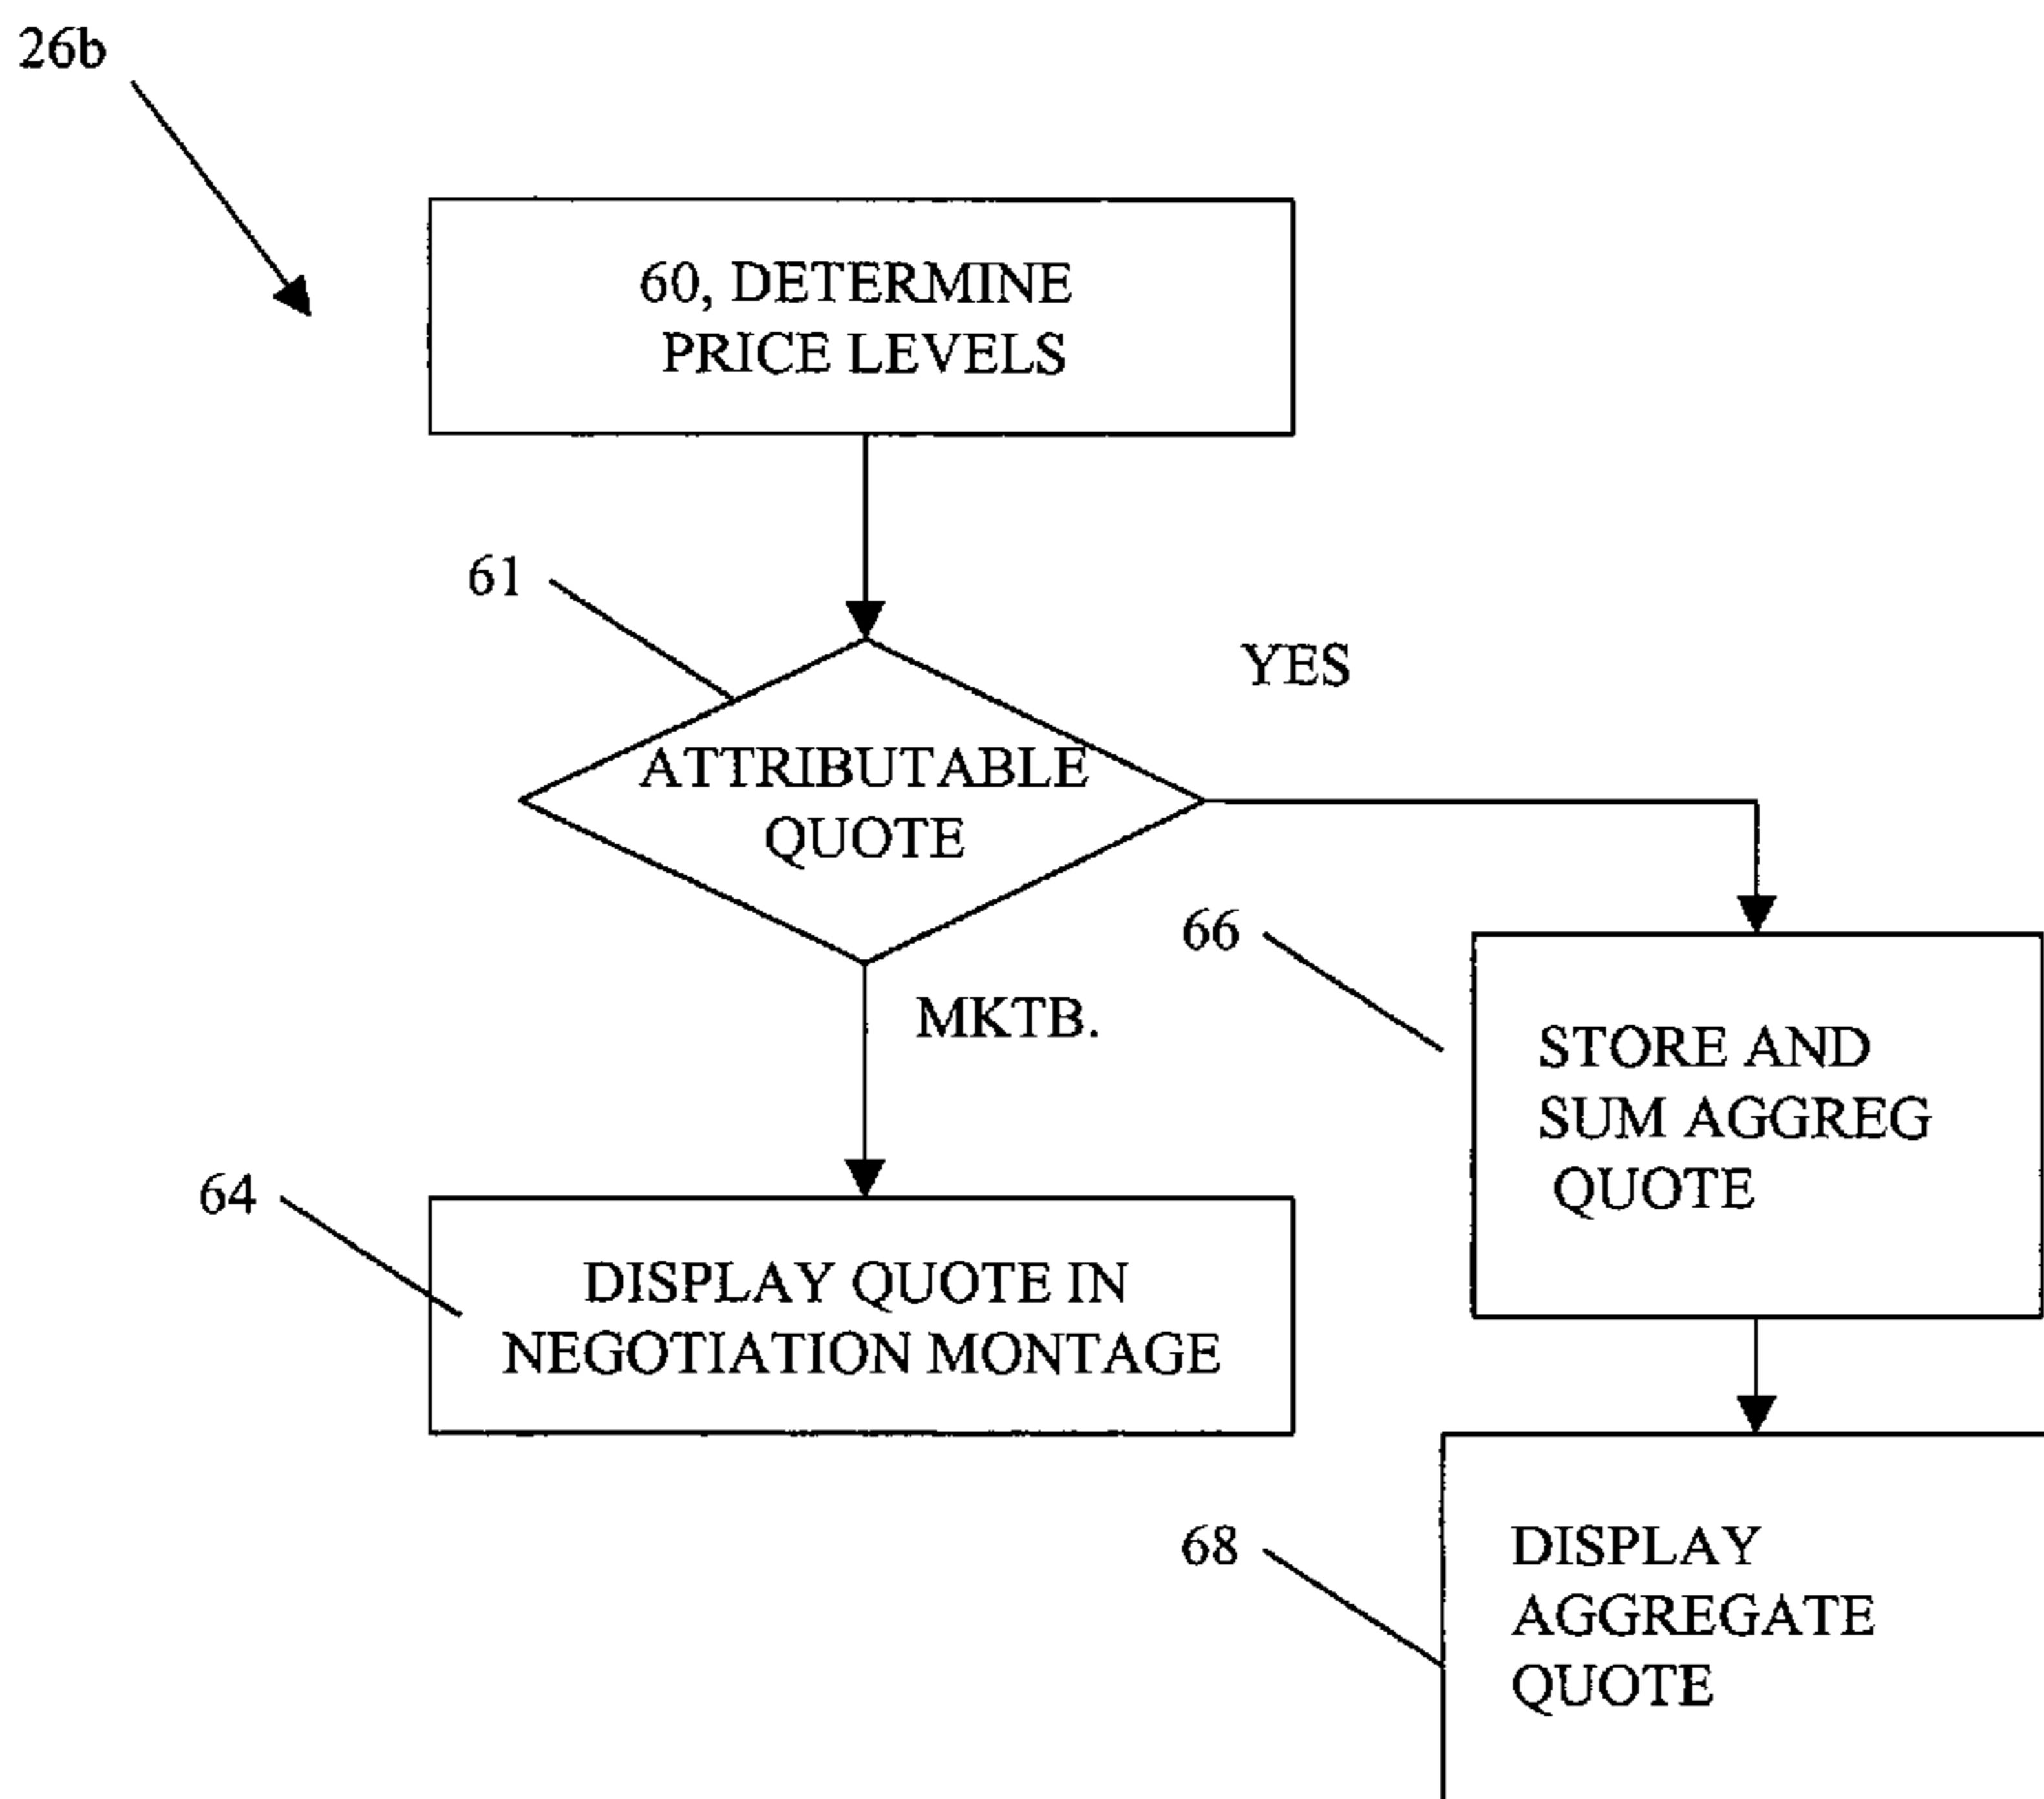 26b
60, DETERMINE
PRICE LEVELS
61
YES
ATTRIBUTABLE
QUOTE
66
MKTB.
STORE AND
SUM AGGREG
QUOTE
64
DISPLAY QUOTE IN
NEGOTIATION MONTAGE
68
DISPLAY
AGGREGATE
QUOTE